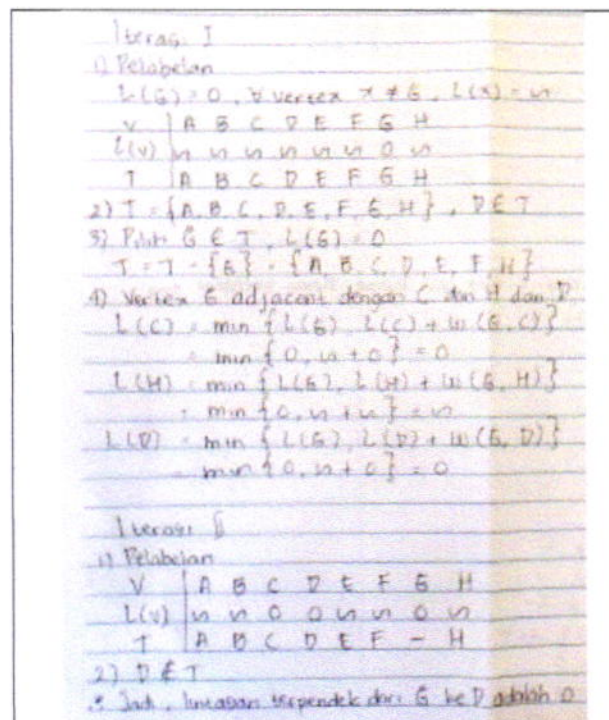 Iterasi I
1) Pelabelan
L(G) = 0, ∀ vertex x ≠ G, L(x) = ∽
V | A B C D E F G H
L(v) | ∽ ∽ ∽ ∽ ∽ ∽ 0 ∽
T | A B C D E F G H
2) T = {A, B, C, D, E, F, G, H}, D ∈ T
3) Pilih G ∈ T, L(G) = 0
T = T - {G} = {A, B, C, D, E, F, H}
4) Vertex G adjacent dengan C dan H dan D
L(C) = min {L(G), L(C) + w(G, C)}
= min {0, ∽ + 0} = 0
L(H) = min {L(G), L(H) + w(G, H)}
= min {0, ∽ + ∽} = ∽
L(D) = min {L(G), L(D) + w(G, D)}
= min {0, ∽ + 0} = 0
Iterasi II
1) Pelabelan
V | A B C D E F G H
L(v) | ∽ ∽ 0 0 ∽ ∽ 0 ∽
T | A B C D E F - H
2) D ∉ T
∴ Jadi, lintasan terpendek dari G ke D adalah 0